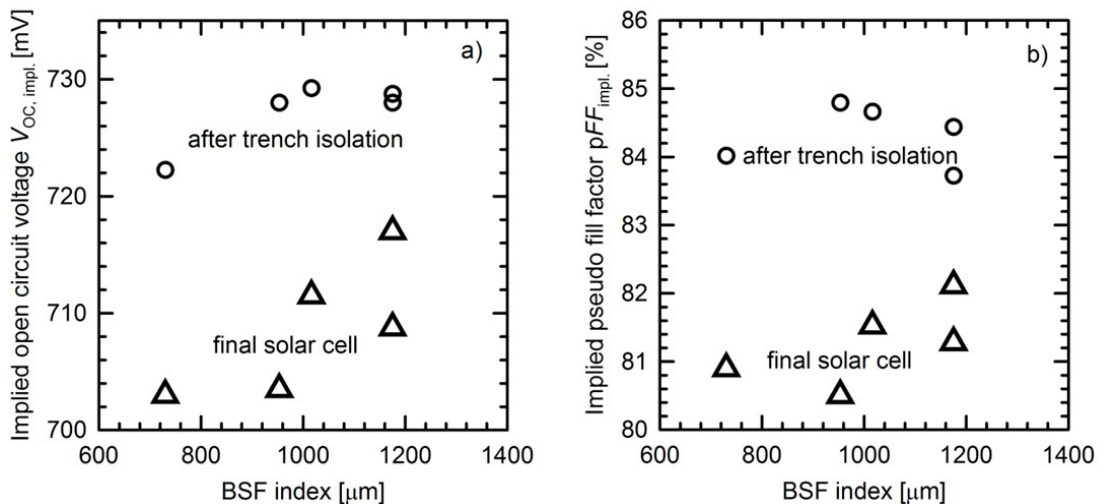 Implied open circuit voltage V_OC, impl. [mV]
730
720
710
700
a)
after trench isolation
final solar cell
600 800 1000 1200 1400
BSF index [μm]
Implied pseudo fill factor pFF_impl. [%]
86
85
84
83
82
81
80
b)
after trench isolation
final solar cell
600 800 1000 1200 1400
BSF index [μm]